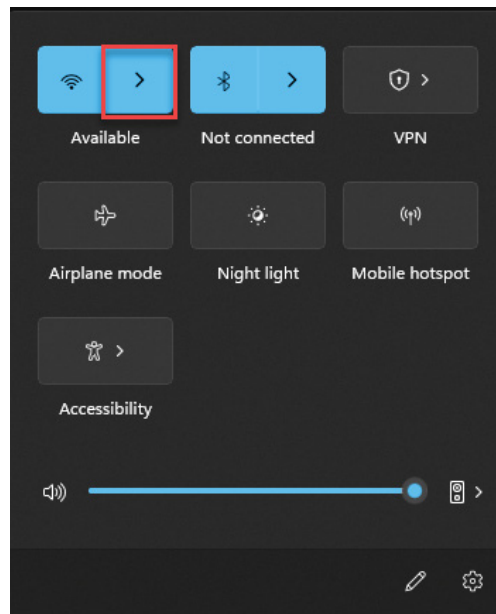 Available Not connected VPN
Airplane mode Night light Mobile hotspot
Accessibility